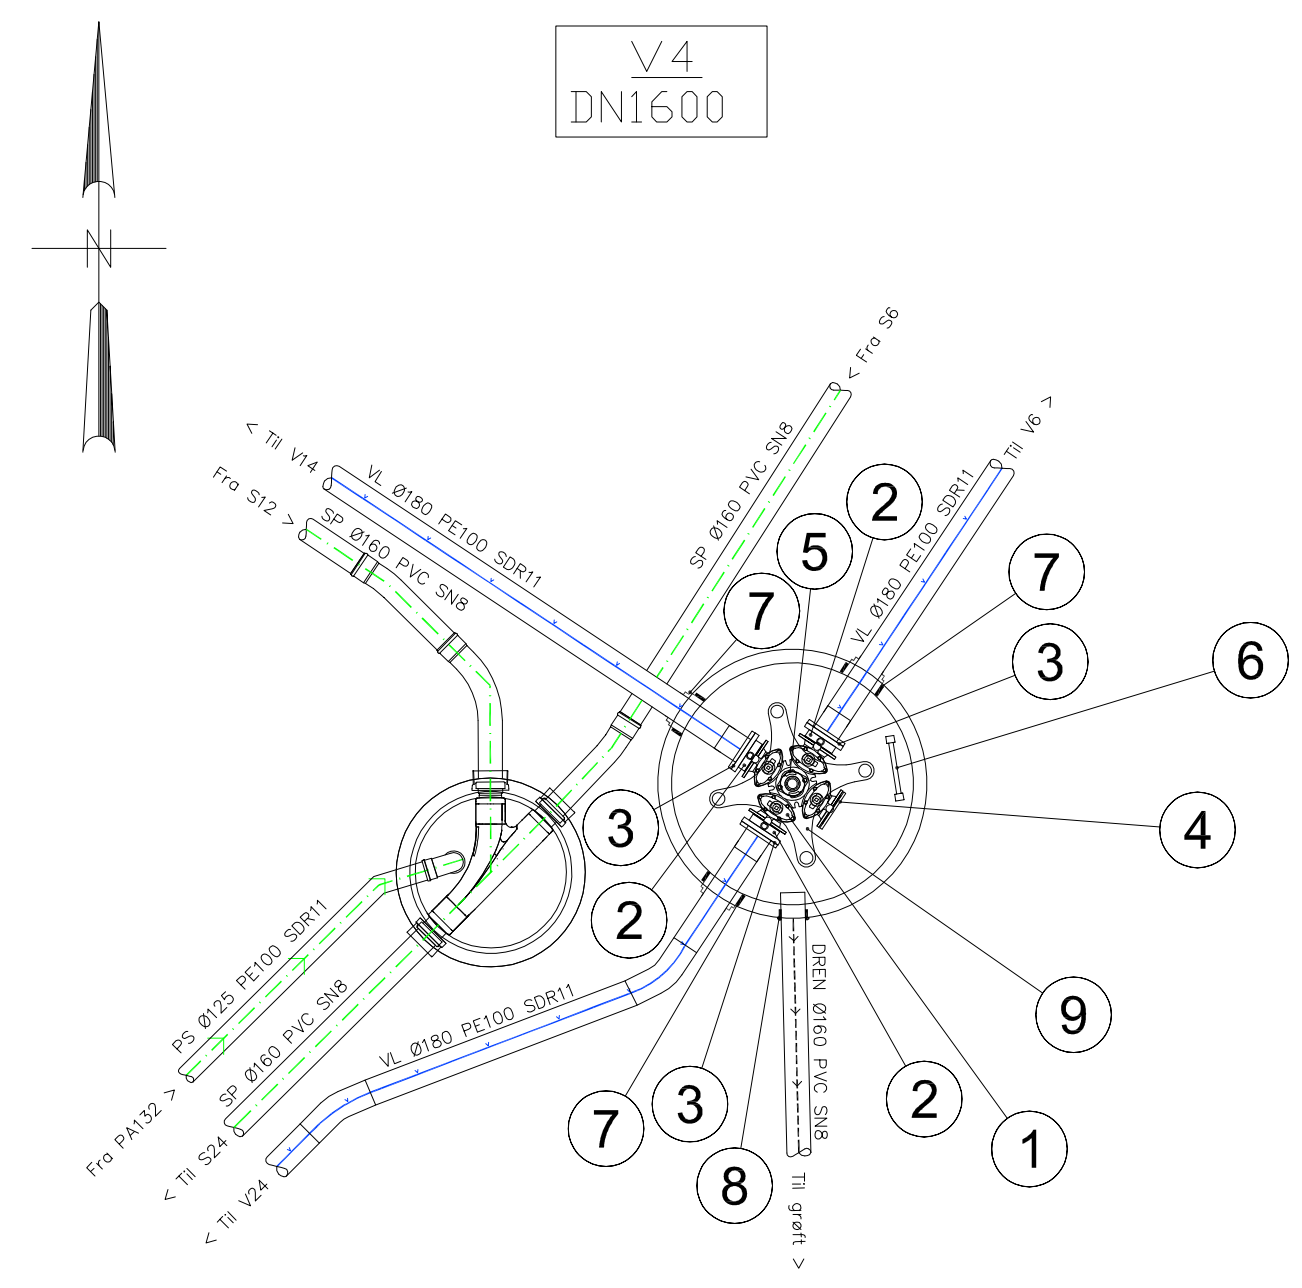 V4
DN1600
N
< Fra S6
Til V6 >
< Til V14
VL Ø180 PE100 SDR11
Fra S12 >
SP Ø160 PVC SN8
SP Ø160 PVC SN8
VL Ø180 PE100 SDR11
2
5
7
7
3
6
3
4
2
PS Ø125 PE100 SDR11
Fra PA132 >
SP Ø160 PVC SN8
< Til S24
VL Ø180 PE100 SDR11
< Til V24
DREN Ø160 PVC SN8
Til grøft >
9
7
3
2
1
8